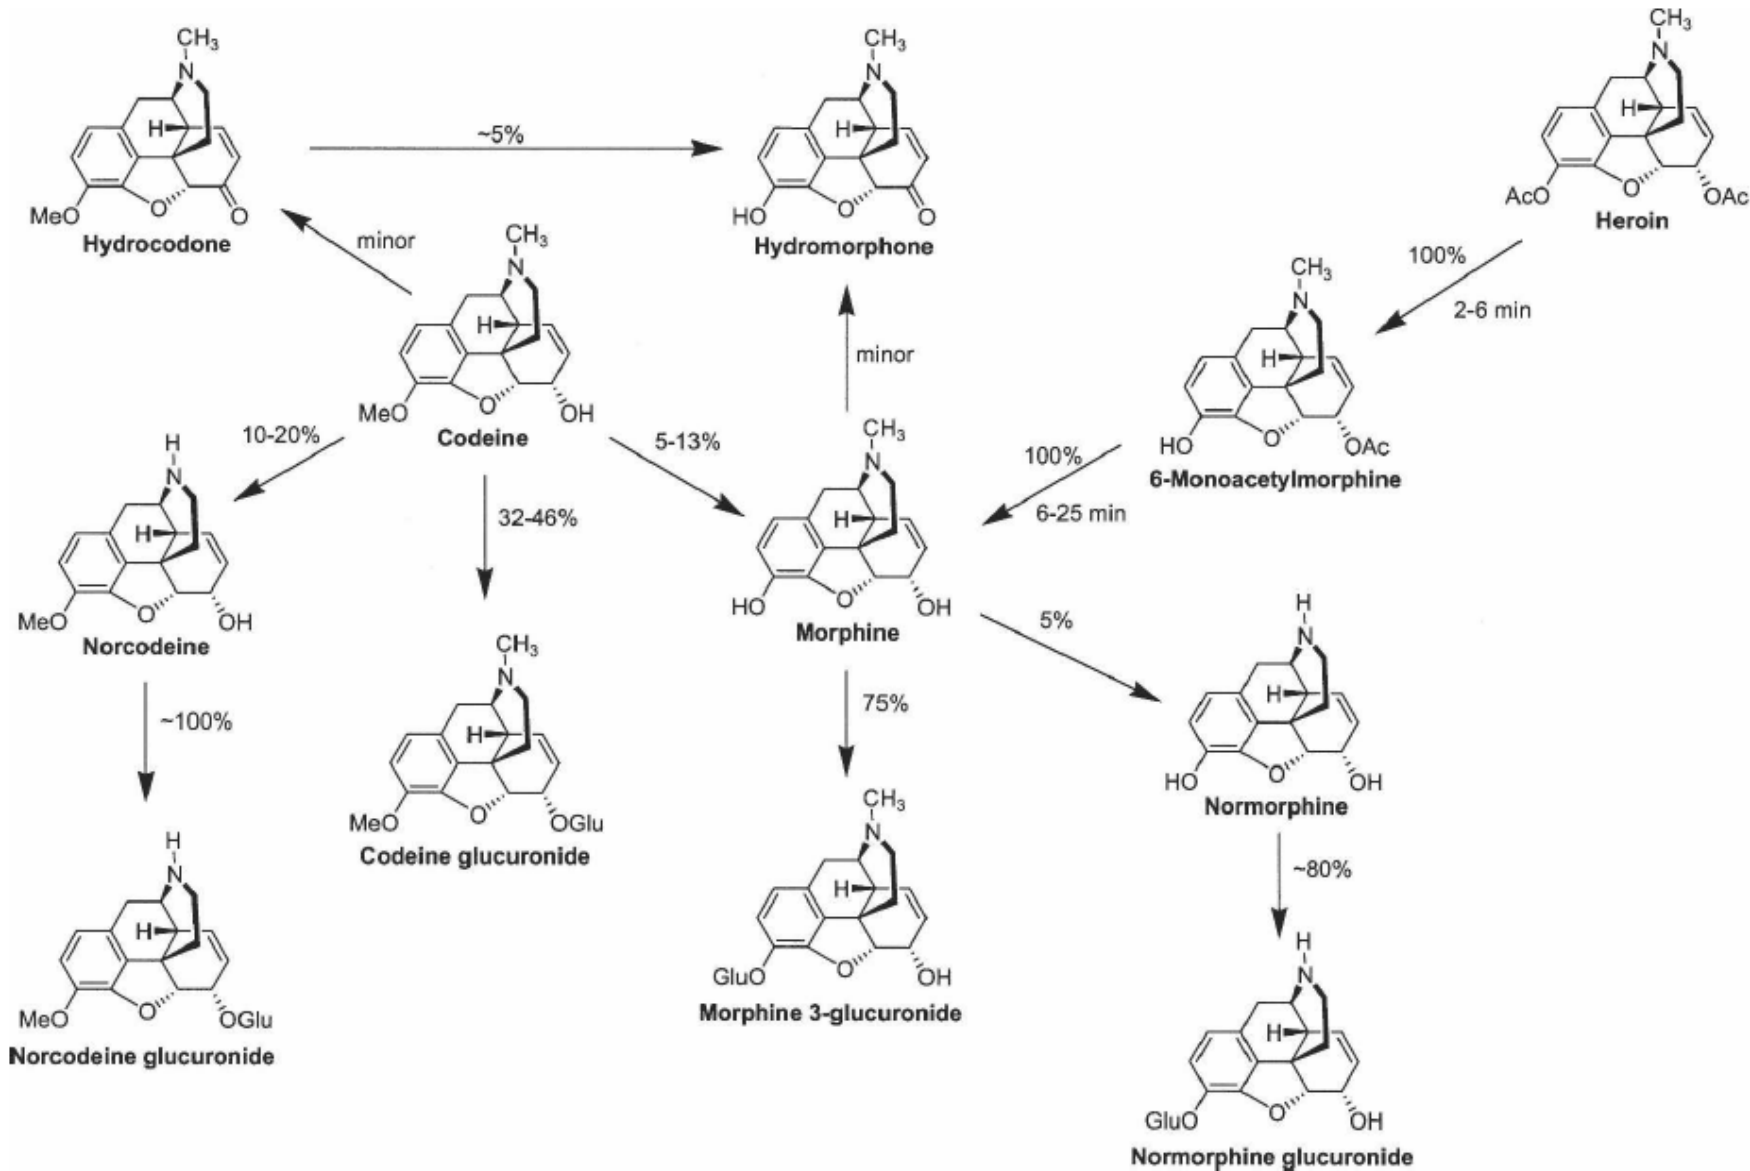 CH3
N
H
O
MeO
O
Hydrocodone
~5%
CH3
N
H
O
HO
O
Hydromorphone
CH3
N
H
O
AcO
OAc
Heroin
minor
CH3
N
H
O
MeO
OH
Codeine
minor
100%
2-6 min
CH3
N
H
O
HO
OAc
6-Monoacetylmorphine
10-20%
32-46%
5-13%
100%
6-25 min
H
N
H
O
MeO
OH
Norcodeine
CH3
N
H
O
HO
OH
Morphine
~100%
CH3
N
H
O
MeO
OGlu
Codeine glucuronide
75%
5%
H
N
H
O
HO
OH
Normorphine
H
N
H
O
MeO
OGlu
Norcodeine glucuronide
CH3
N
H
O
GluO
OH
Morphine 3-glucuronide
~80%
H
N
H
O
GluO
OH
Normorphine glucuronide